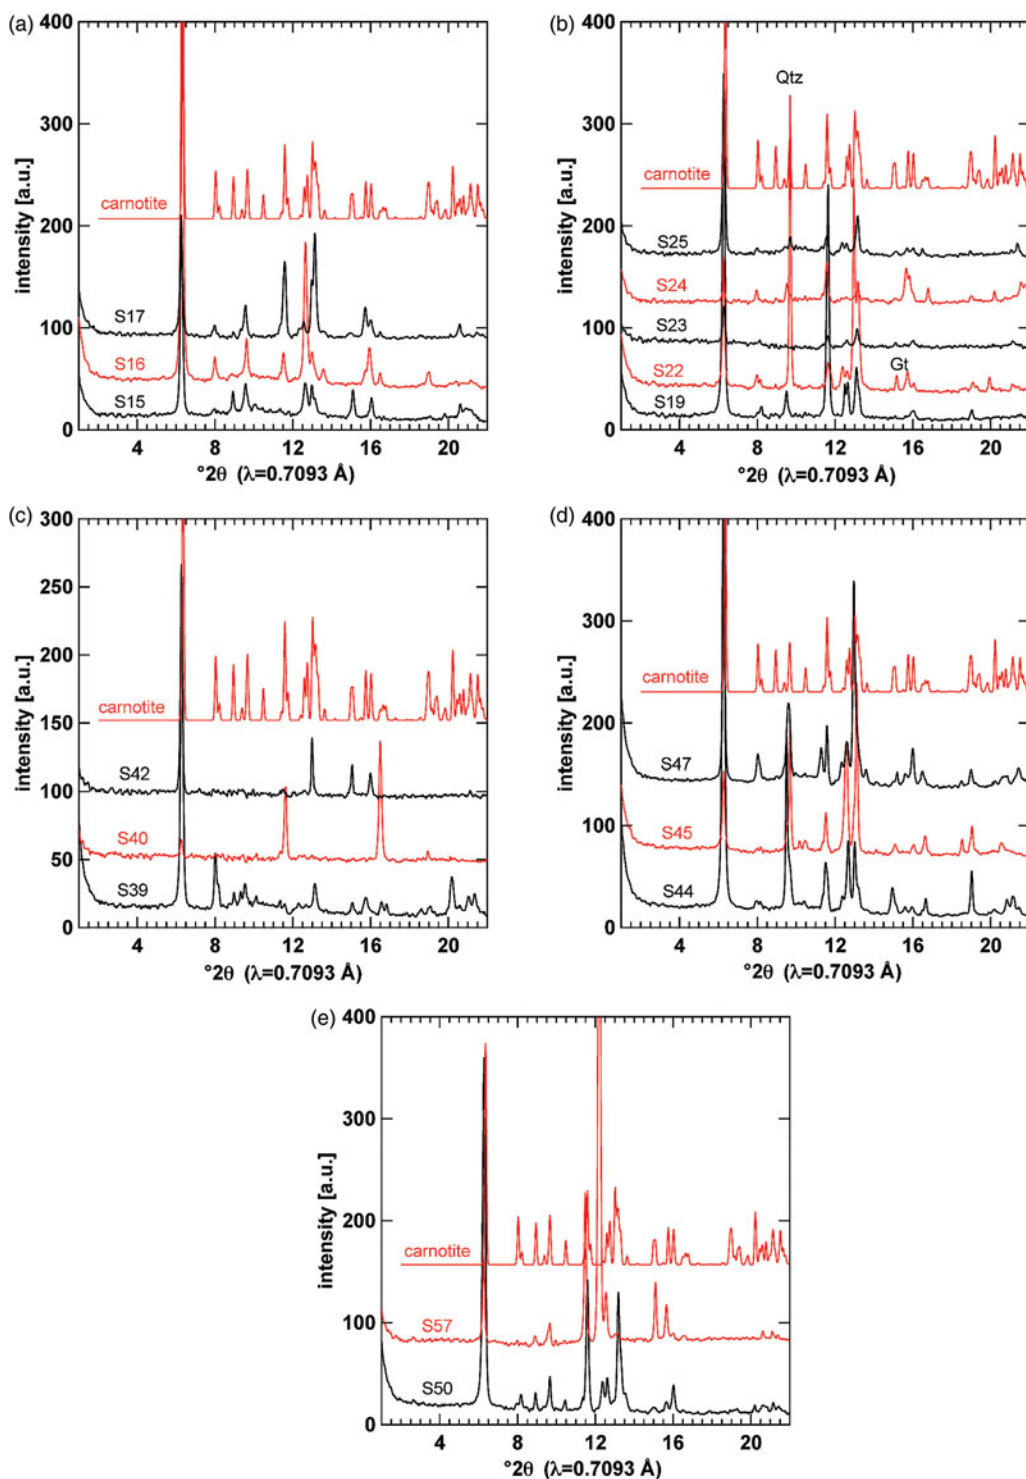 (a)
400
300
200
100
0
intensity [a.u.]
carnotite
S17
S16
S15
4 8 12 16 20
°2θ (λ=0.7093 Å)
(b)
400
300
200
100
0
intensity [a.u.]
Qtz
carnotite
S25
S24
S23
S22
Gt
S19
4 8 12 16 20
°2θ (λ=0.7093 Å)
(c)
300
250
200
150
100
50
0
intensity [a.u.]
carnotite
S42
S40
S39
4 8 12 16 20
°2θ (λ=0.7093 Å)
(d)
400
300
200
100
0
intensity [a.u.]
carnotite
S47
S45
S44
4 8 12 16 20
°2θ (λ=0.7093 Å)
(e)
400
300
200
100
0
intensity [a.u.]
carnotite
S57
S50
4 8 12 16 20
°2θ (λ=0.7093 Å)